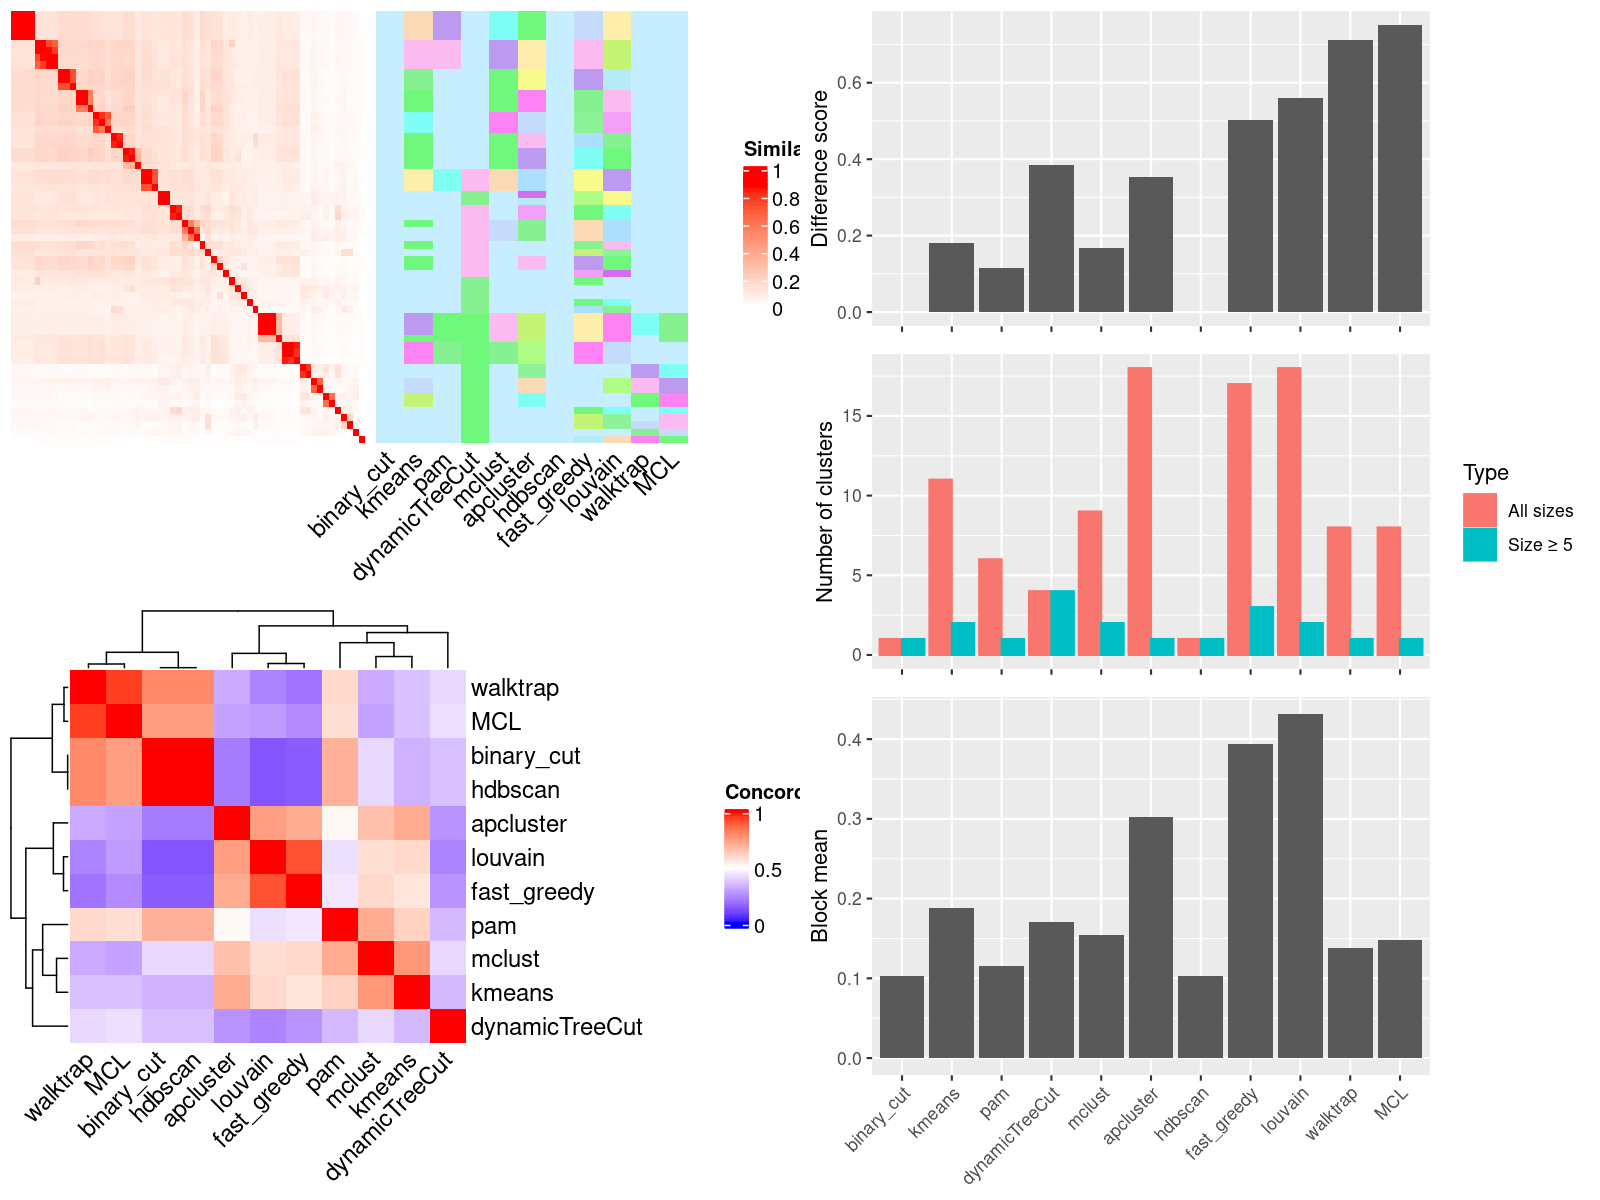 Simila
1
0.8
0.6
0.4
0.2
0
binary_cut
kmeans
pam
dynamicTreeCut
mclust
apcluster
hdbscan
fast_greedy
louvain
walktrap
MCL
Difference score
0.6
0.4
0.2
0.0
Number of clusters
15
10
5
0
Type
All sizes
Size ≥ 5
walktrap
MCL
binary_cut
hdbscan
apcluster
louvain
fast_greedy
pam
mclust
kmeans
dynamicTreeCut
walktrap
MCL
binary_cut
hdbscan
apcluster
louvain
fast_greedy
pam
mclust
kmeans
dynamicTreeCut
Concord
1
0.5
0
Block mean
0.4
0.3
0.2
0.1
0.0
binary_cut
kmeans
pam
dynamicTreeCut
mclust
apcluster
hdbscan
fast_greedy
louvain
walktrap
MCL